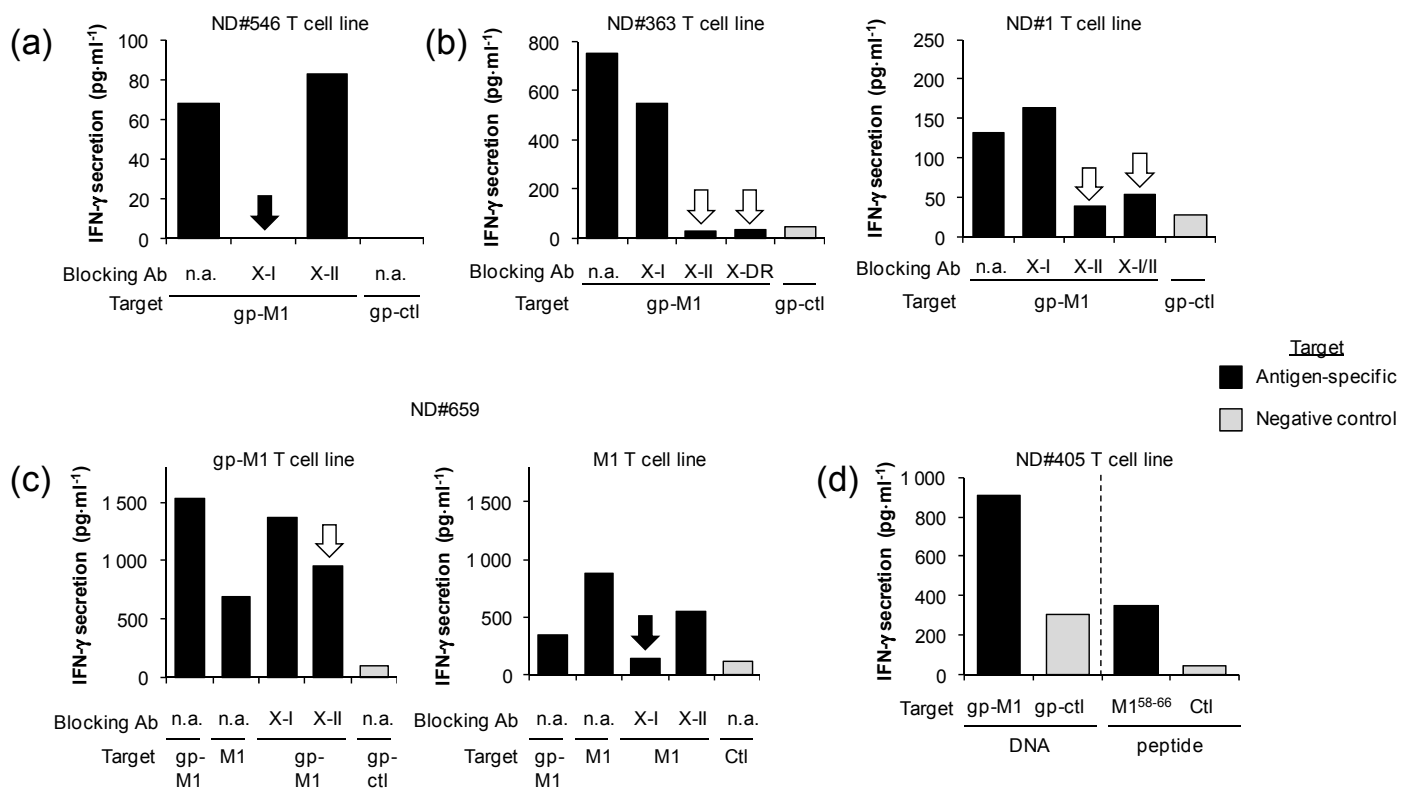 (a)
ND#546 T cell line
IFN-γ secretion (pg·ml-1)
100
80
60
40
20
0
Blocking Ab n.a. X-I X-II n.a.
Target gp-M1 gp-ctl
(b)
ND#363 T cell line
IFN-γ secretion (pg·ml-1)
800
600
400
200
0
n.a. X-I X-II X-DR
gp-M1 gp-ctl
ND#1 T cell line
IFN-γ secretion (pg·ml-1)
250
200
150
100
50
0
Blocking Ab n.a. X-I X-II X-I/II
Target gp-M1 gp-ctl
Target
Antigen-specific
Negative control
ND#659
(c)
gp-M1 T cell line
IFN-γ secretion (pg·ml-1)
1 500
1 000
500
0
Blocking Ab n.a. n.a. X-I X-II n.a.
Target gp-M1 M1 gp-M1 gp-ctl
M1 T cell line
IFN-γ secretion (pg·ml-1)
1 500
1 000
500
0
Blocking Ab n.a. n.a. X-I X-II n.a.
Target gp-M1 M1 M1 Ctl
(d)
ND#405 T cell line
IFN-γ secretion (pg·ml-1)
1 000
800
600
400
200
0
Target gp-M1 gp-ctl M158-66 Ctl
DNA peptide